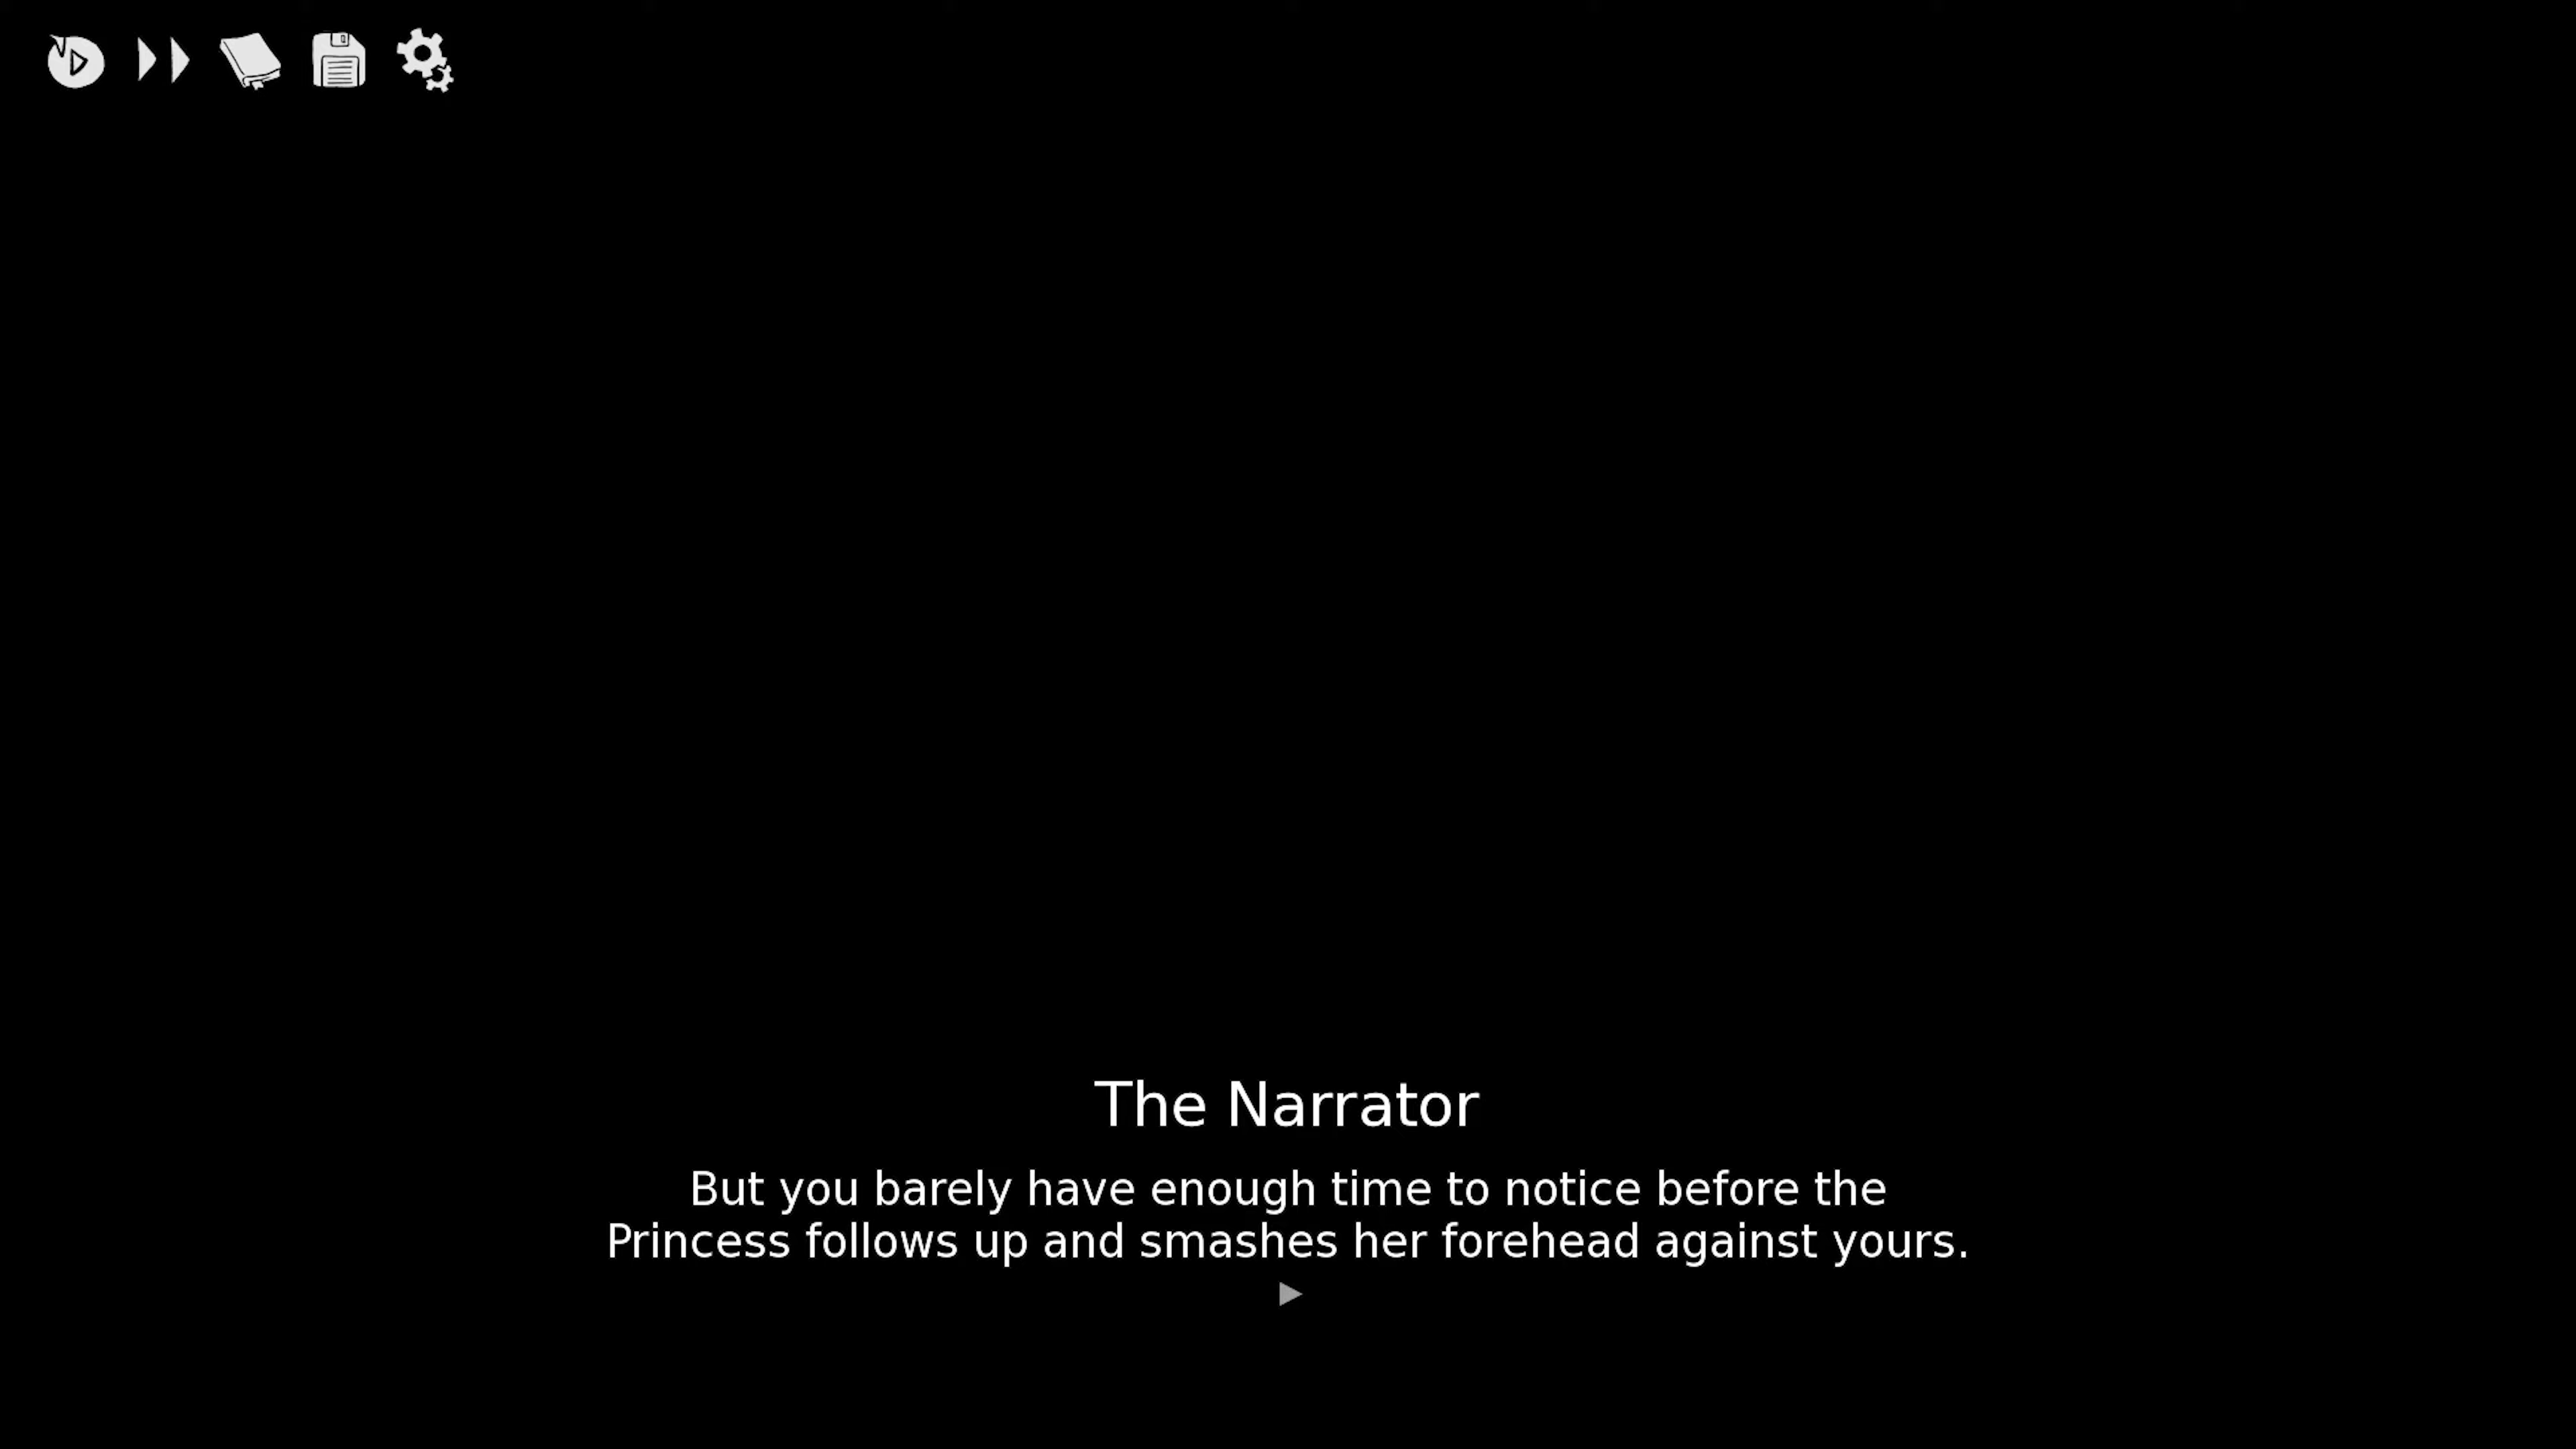 The Narrator
But you barely have enough time to notice before the
Princess follows up and smashes her forehead against yours.